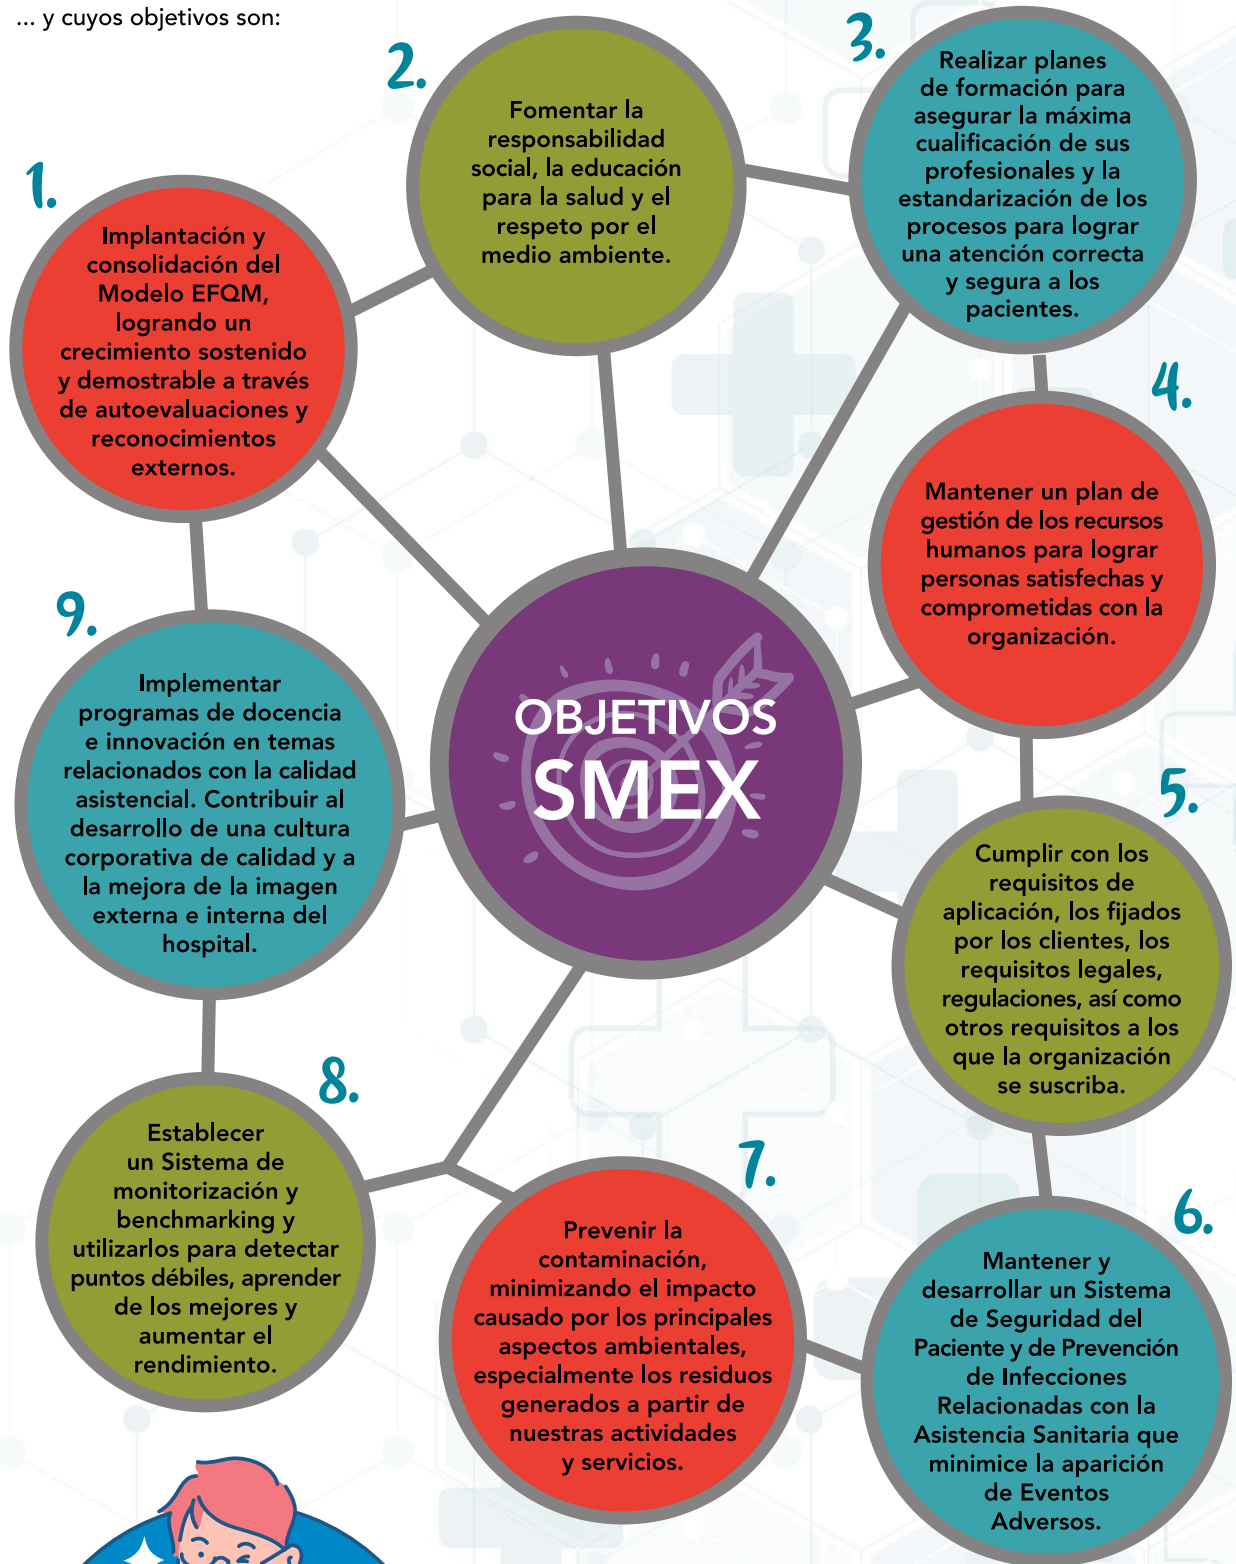 ... y cuyos objetivos son:
1.
Implantación y
consolidación del
Modelo EFQM,
logrando un
crecimiento sostenido
y demostrable a través
de autoevaluaciones y
reconocimientos
externos.
2.
Fomentar la
responsabilidad
social, la educación
para la salud y el
respeto por el
medio ambiente.
3.
Realizar planes
de formación para
asegurar la máxima
cualificación de sus
profesionales y la
estandarización de los
procesos para lograr
una atención correcta
y segura a los
pacientes.
4.
Mantener un plan de
gestión de los recursos
humanos para lograr
personas satisfechas y
comprometidas con la
organización.
OBJETIVOS
SMEX
5.
Cumplir con los
requisitos de
aplicación, los fijados
por los clientes, los
requisitos legales,
regulaciones, así como
otros requisitos a los
que la organización
se suscriba.
6.
Mantener y
desarrollar un Sistema
de Seguridad del
Paciente y de Prevención
de Infecciones
Relacionadas con la
Asistencia Sanitaria que
minimice la aparición
de Eventos
Adversos.
7.
Prevenir la
contaminación,
minimizando el impacto
causado por los principales
aspectos ambientales,
especialmente los residuos
generados a partir de
nuestras actividades
y servicios.
8.
Establecer
un Sistema de
monitorización y
benchmarking y
utilizarlos para detectar
puntos débiles, aprender
de los mejores y
aumentar el
rendimiento.
9.
Implementar
programas de docencia
e innovación en temas
relacionados con la calidad
asistencial. Contribuir al
desarrollo de una cultura
corporativa de calidad y a
la mejora de la imagen
externa e interna del
hospital.